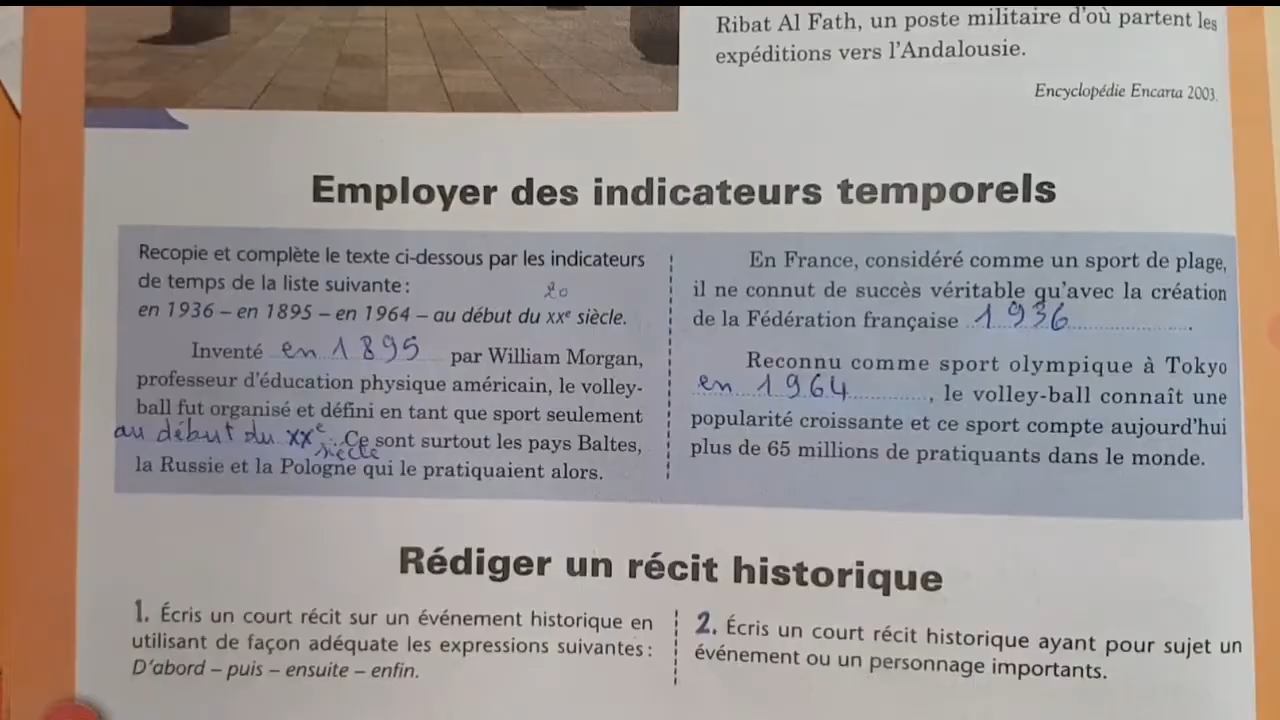 Ribat Al Fath, un poste militaire d'où partent les
expéditions vers l'Andalousie.
Encyclopédie Encarta 2003.
Employer des indicateurs temporels
Recopie et complète le texte ci-dessous par les indicateurs
de temps de la liste suivante :
20
en 1936 – en 1895 – en 1964 – au début du XXe siècle.
Inventé en 1895 par William Morgan,
professeur d'éducation physique américain, le volley-
ball fut organisé et défini en tant que sport seulement
au début du XXe siècle. Ce sont surtout les pays Baltes,
la Russie et la Pologne qui le pratiquaient alors.
En France, considéré comme un sport de plage,
il ne connut de succès véritable qu'avec la création
de la Fédération française 1936.
Reconnu comme sport olympique à Tokyo
en 1964, le volley-ball connaît une
popularité croissante et ce sport compte aujourd'hui
plus de 65 millions de pratiquants dans le monde.
Rédiger un récit historique
1. Écris un court récit sur un événement historique en
utilisant de façon adéquate les expressions suivantes :
D'abord – puis – ensuite – enfin.
2. Écris un court récit historique ayant pour sujet un
événement ou un personnage importants.